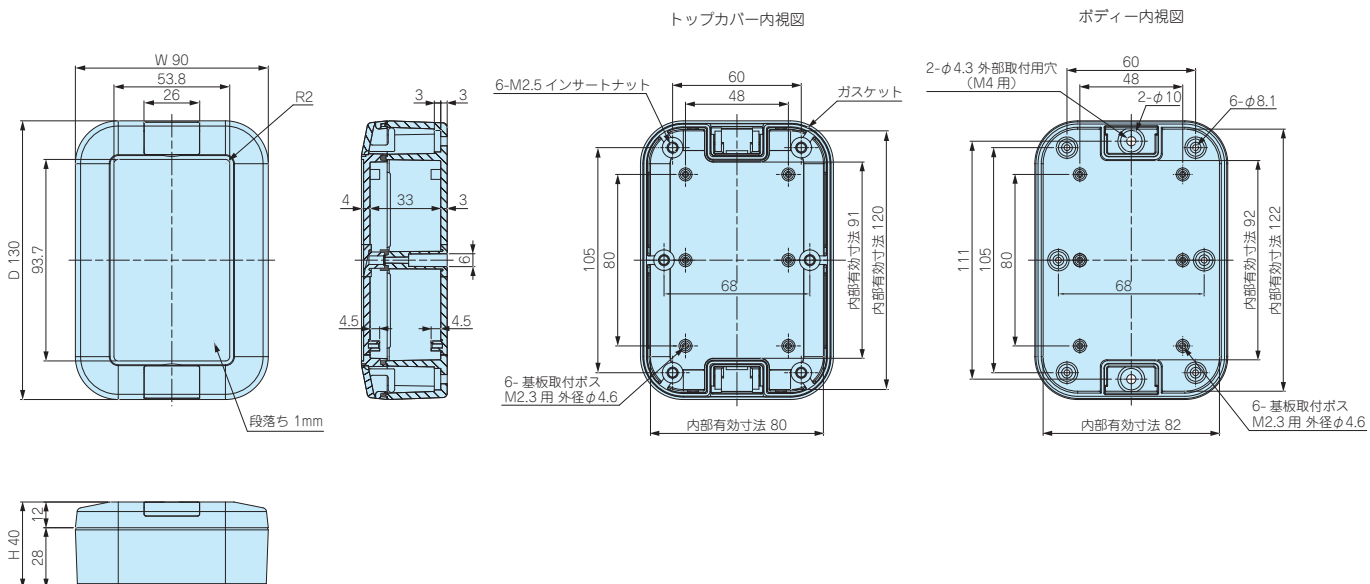 トップカバー内視図
ボディー内視図
W 90
53.8
26
R2
D 130
93.7
段落ち 1mm
3
3
4
33
3
6
4.5
4.5
6-M2.5 インサートナット
60
48
ガスケット
105
80
68
内部有効寸法 91
内部有効寸法 120
6- 基板取付ボス
M2.3 用 外径φ4.6
内部有効寸法 80
2-φ4.3 外部取付用穴
（M4 用）
60
48
2-φ10
6-φ8.1
111
105
80
68
内部有効寸法 92
内部有効寸法 122
6- 基板取付ボス
M2.3 用 外径φ4.6
内部有効寸法 82
H 40
12
28